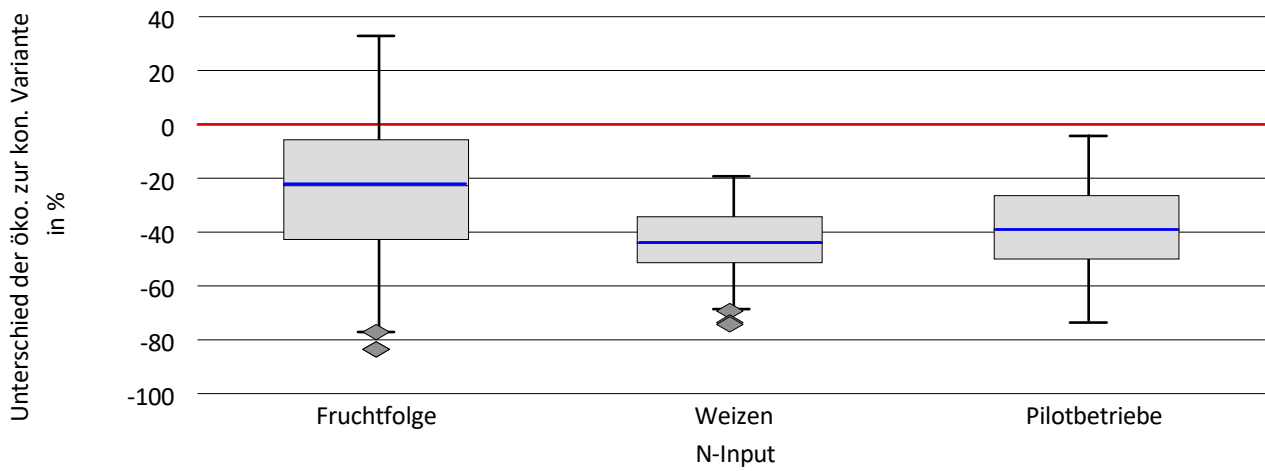 Unterschied der öko. zur kon. Variante
in %
40
20
0
-20
-40
-60
-80
-100
Fruchtfolge
Weizen
Pilotbetriebe
N-Input